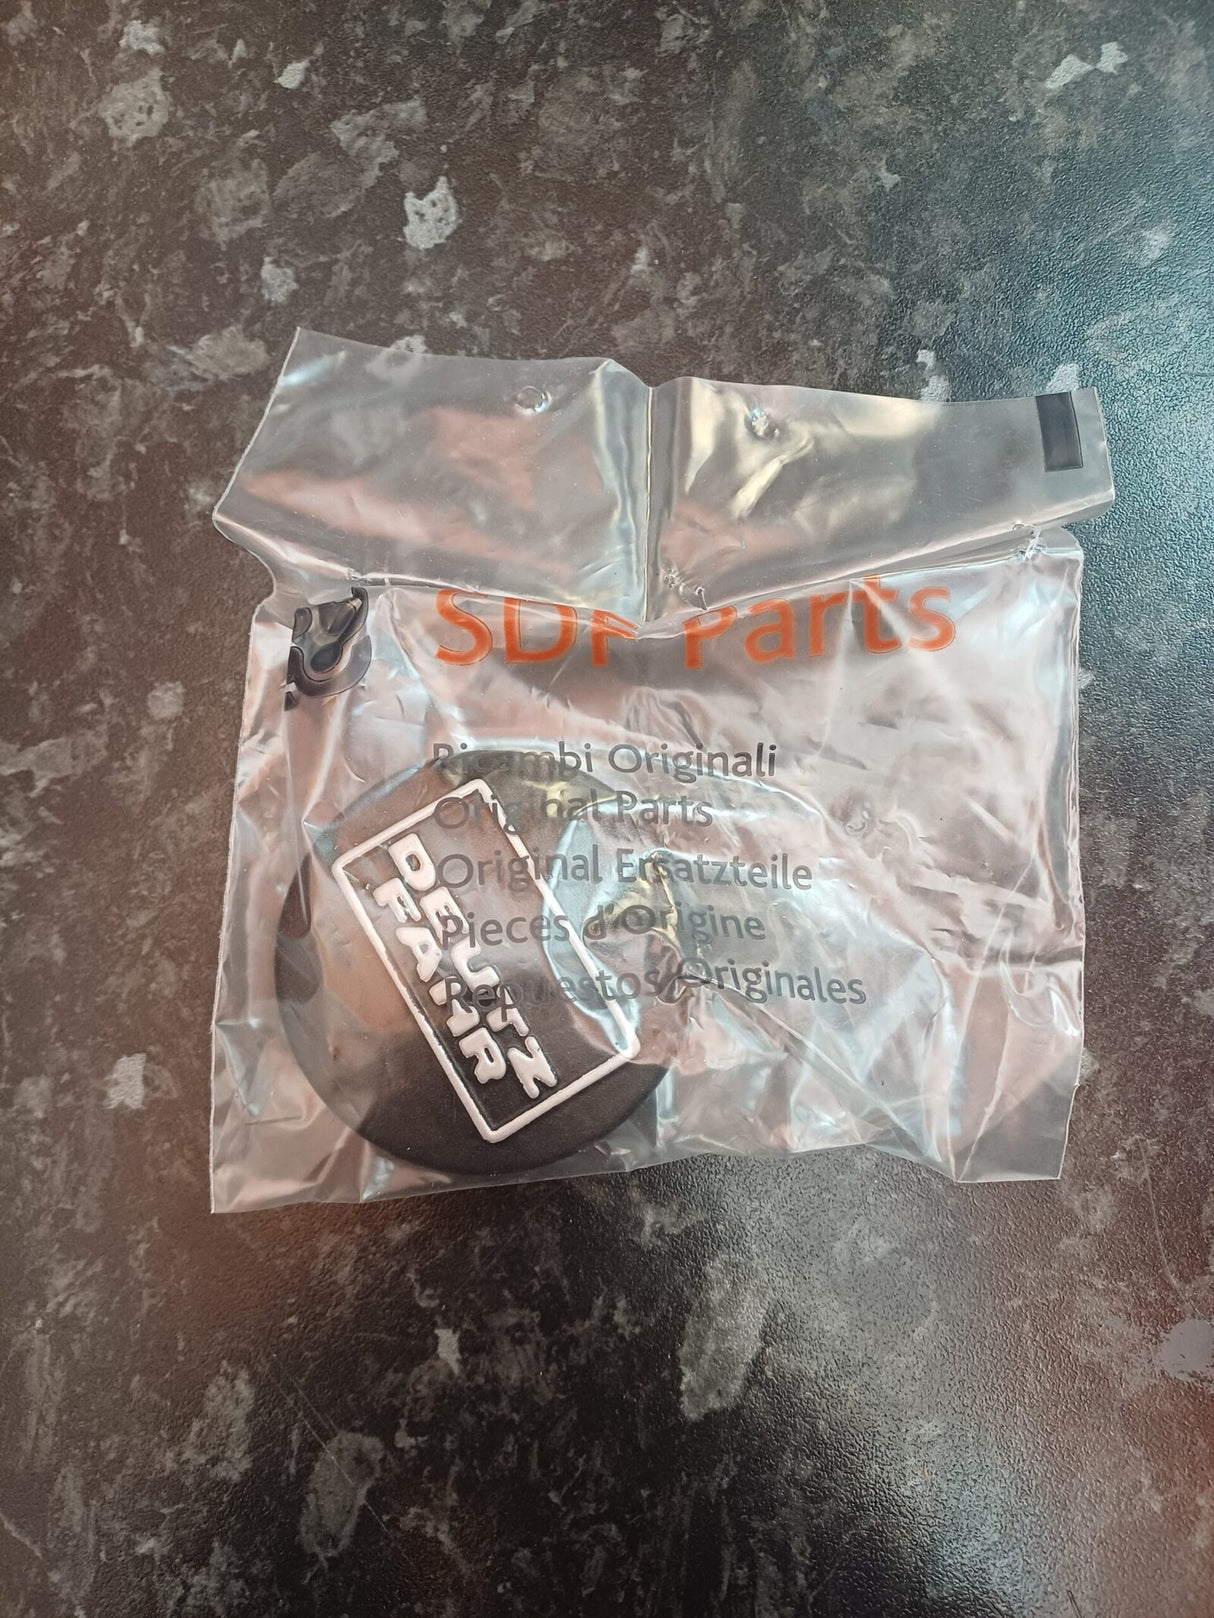 SDF Parts
Ricambi Originali
Original Parts
Original Ersatzteile
Pieces d'Origine
Repuestos Originales
DEUTZ
FAHR